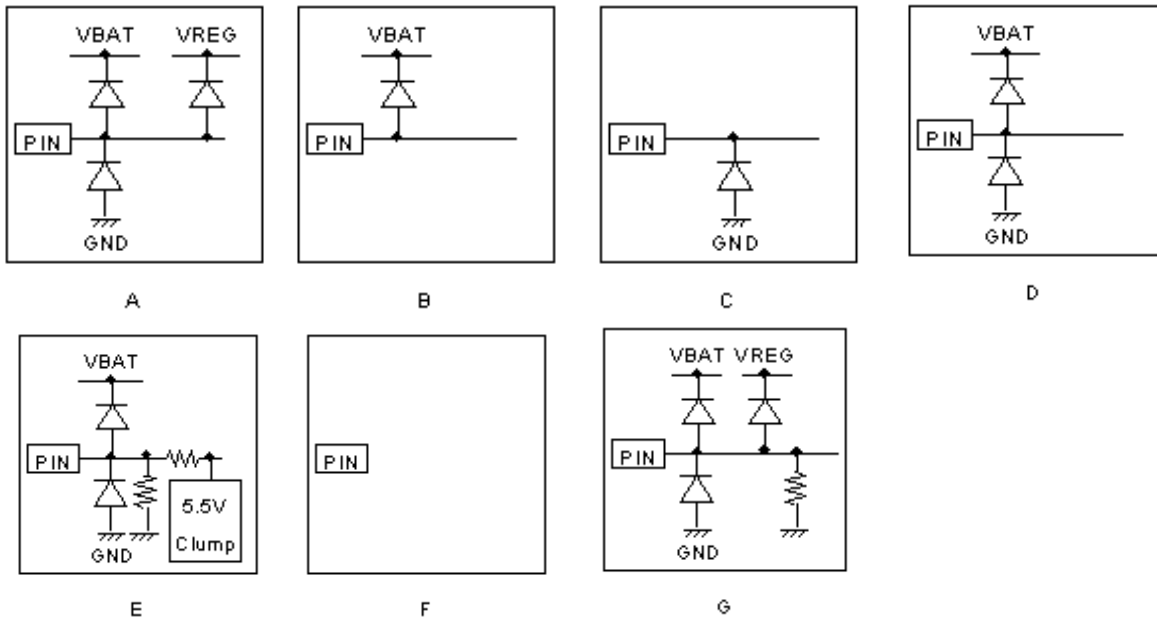 VBAT VREG
PIN
GND
A
VBAT
PIN
B
PIN
GND
C
VBAT
PIN
GND
D
VBAT
PIN
5.5V
Clump
GND
E
PIN
F
VBAT VREG
PIN
GND
G